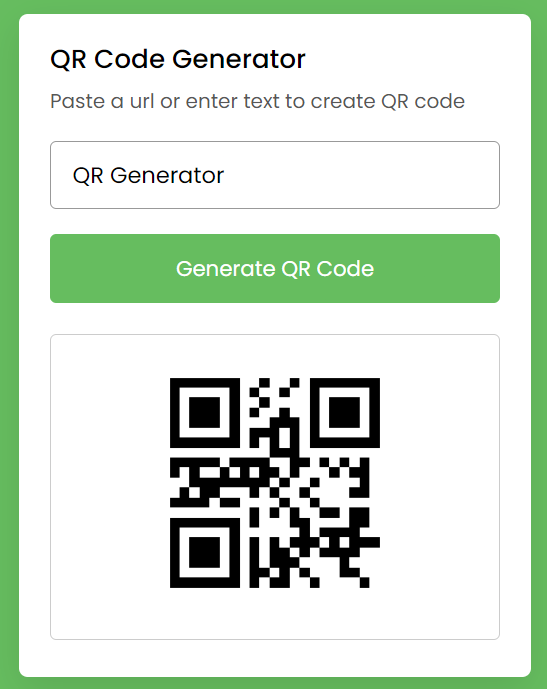 QR Code Generator
Paste a url or enter text to create QR code
QR Generator
Generate QR Code